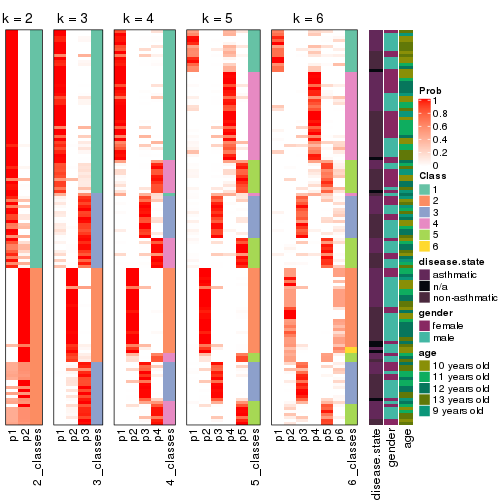 k = 2
k = 3
k = 4
k = 5
k = 6
Prob
1
0.8
0.6
0.4
0.2
0
Class
1
2
3
4
5
6
disease.state
asthmatic
n/a
non-asthmatic
gender
female
male
age
10 years old
11 years old
12 years old
13 years old
9 years old
p1
p2
2_classes
p1
p2
p3
3_classes
p1
p2
p3
p4
4_classes
p1
p2
p3
p4
p5
5_classes
p1
p2
p3
p4
p5
p6
6_classes
disease.state
gender
age